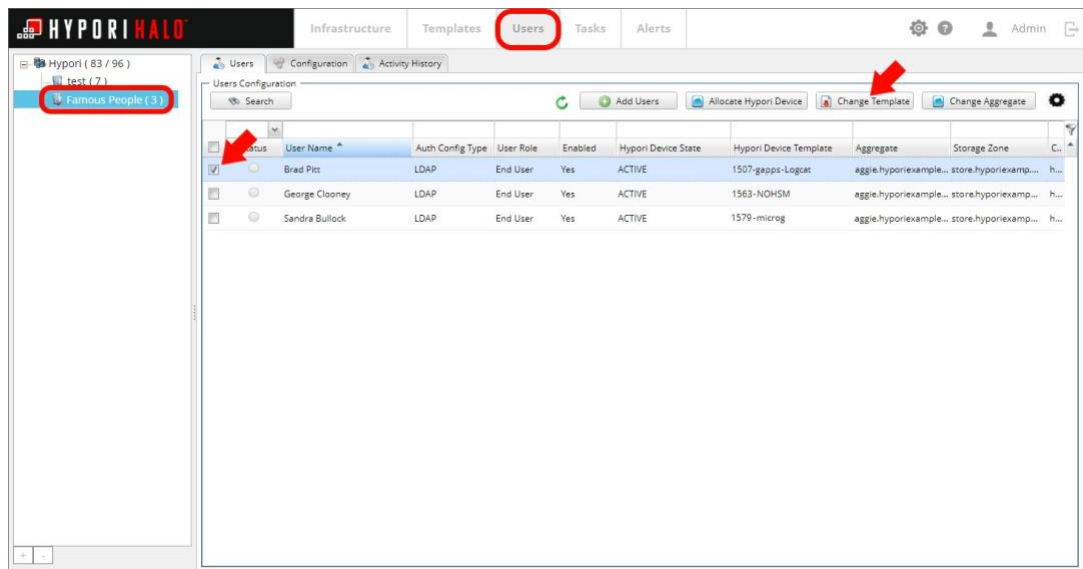 HYPORI HALO
Infrastructure Templates Users Tasks Alerts Admin
Hypori ( 83 / 96 )
test ( 7 )
Famous People ( 3 )
Users Configuration Activity History
Users Configuration
Search Add Users Allocate Hypori Device Change Template Change Aggregate
User Name Auth Config Type User Role Enabled Hypori Device State Hypori Device Template Aggregate Storage Zone C..
Brad Pitt LDAP End User Yes ACTIVE 1507-gapps-Logcat aggie.hyporiexample... store.hyporiexamp... h...
George Clooney LDAP End User Yes ACTIVE 1563-NOHSM aggie.hyporiexample... store.hyporiexamp... h...
Sandra Bullock LDAP End User Yes ACTIVE 1579-microg aggie.hyporiexample... store.hyporiexamp... h...
+ -